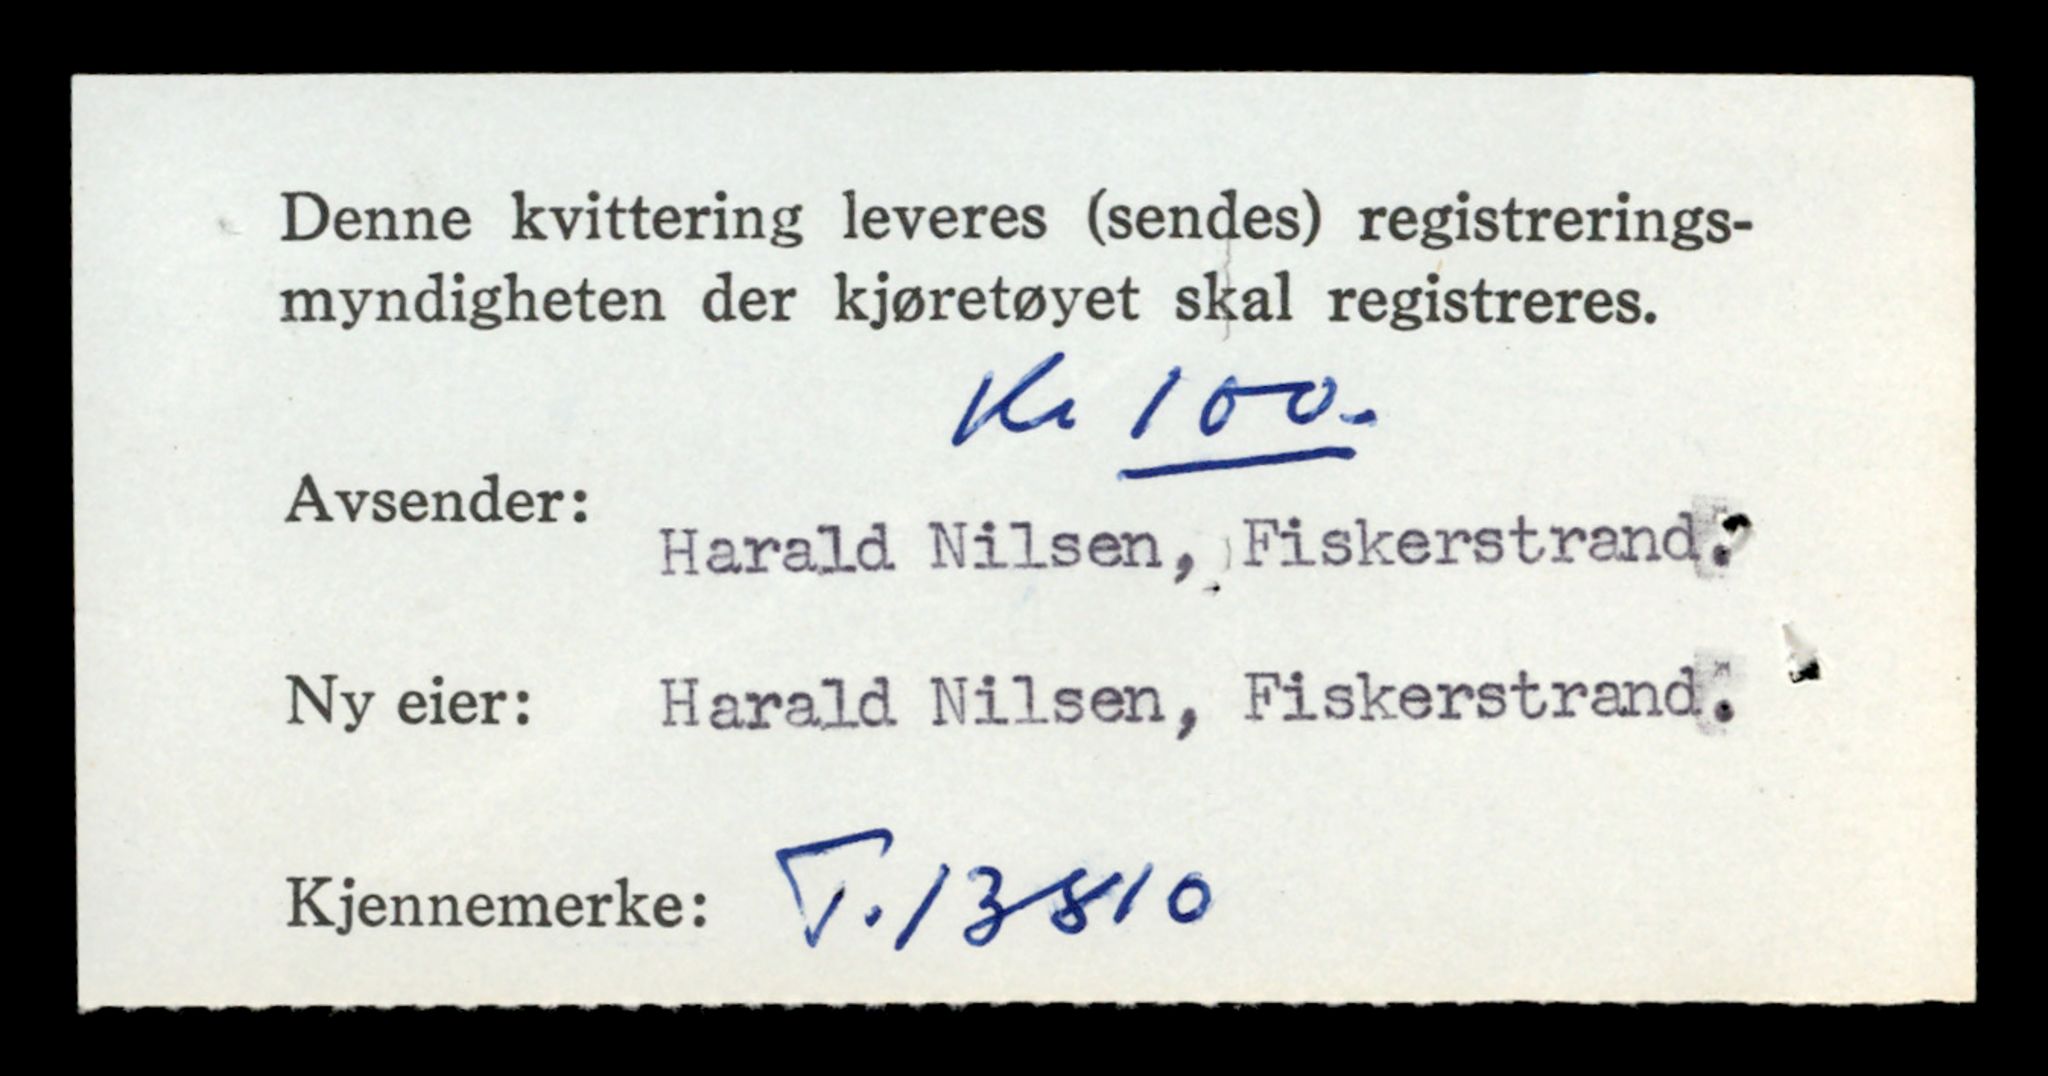 Denne kvittering leveres (sendes) registrerings-
myndigheten der kjøretøyet skal registreres.
Kr 100.-
Avsender: Harald Nilsen, Fiskerstrand.
Ny eier: Harald Nilsen, Fiskerstrand.
Kjennemerke: T.13810